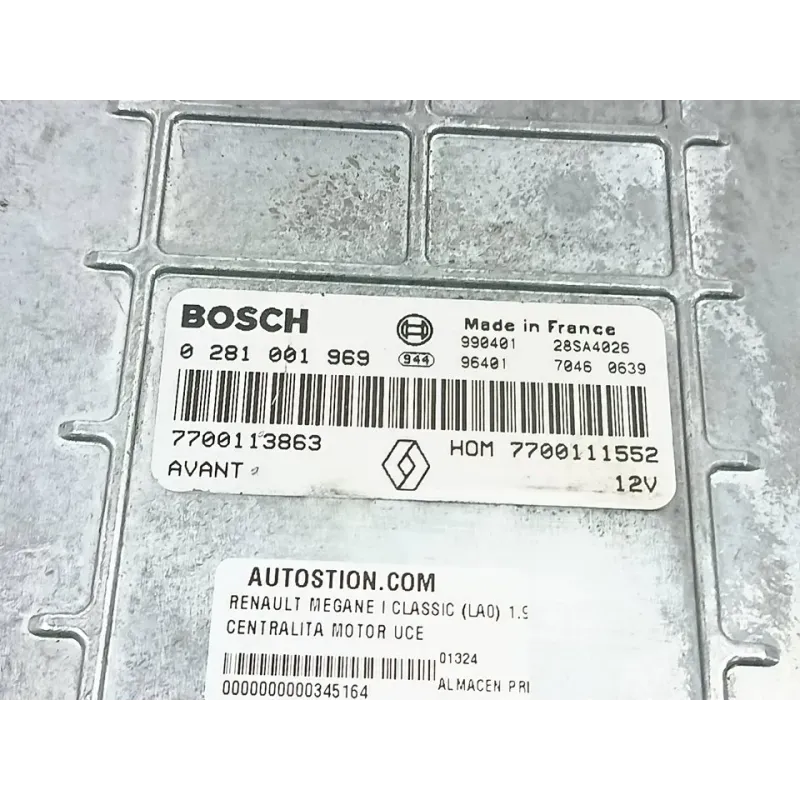 BOSCH
Made in France
0 281 001 969
944
990401 28SA4026
96401 7046 0639
7700113863
HOM 7700111552
AVANT
12V
AUTOSTION.COM
RENAULT MEGANE I CLASSIC (LA0) 1.9
CENTRALITA MOTOR UCE
01324
0000000000345164
ALMACEN PRI